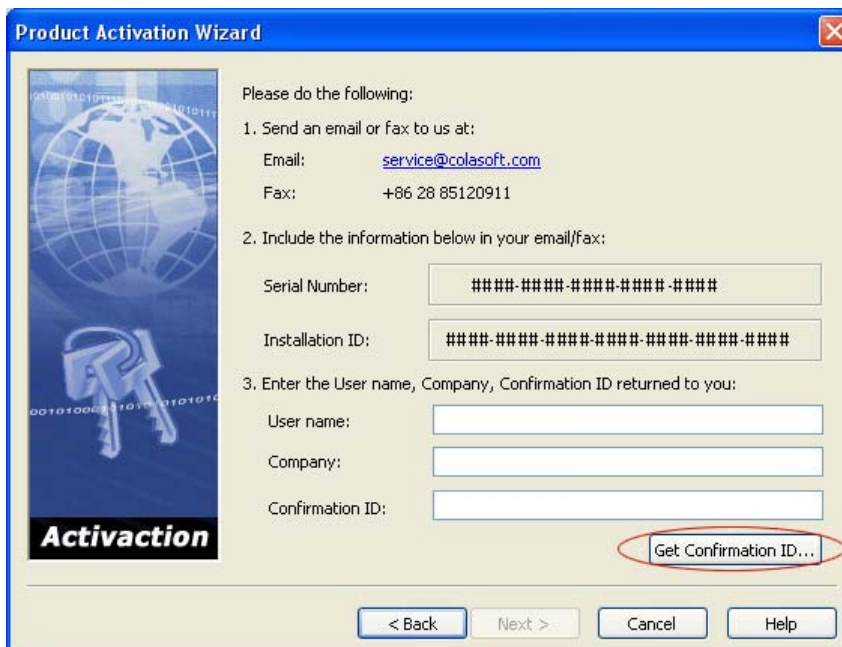 Product Activation Wizard
Please do the following:
1. Send an email or fax to us at:
Email: service@colasoft.com
Fax: +86 28 85120911
2. Include the information below in your email/fax:
Serial Number: ####-####-####-####-####
Installation ID: ####-####-####-####-####-####-####
3. Enter the User name, Company, Confirmation ID returned to you:
User name:
Company:
Confirmation ID:
Get Confirmation ID...
Activaction
< Back
Next >
Cancel
Help